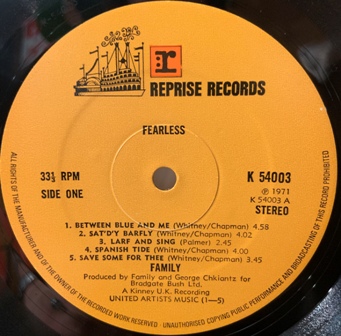 r
REPRISE RECORDS
FEARLESS
33⅓ RPM
SIDE ONE
K 54003
℗ 1971
K 54003 A
STEREO
1. BETWEEN BLUE AND ME (Whitney/Chapman) 4.58
2. SAT'DY BARFLY (Whitney/Chapman) 4.02
3. LARF AND SING (Palmer) 2.45
4. SPANISH TIDE (Whitney/Chapman) 4.00
5. SAVE SOME FOR THEE (Whitney/Chapman) 3.45
FAMILY
Produced by Family and George Chkiantz for
Bradgate Bush Ltd.
A Kinney U.K. Recording
UNITED ARTISTS MUSIC (1—5)
ALL RIGHTS OF THE MANUFACTURER AND OF THE OWNER OF THE RECORDED WORK RESERVED · UNAUTHORISED COPYING PUBLIC PERFORMANCE AND BROADCASTING OF THIS RECORD PROHIBITED